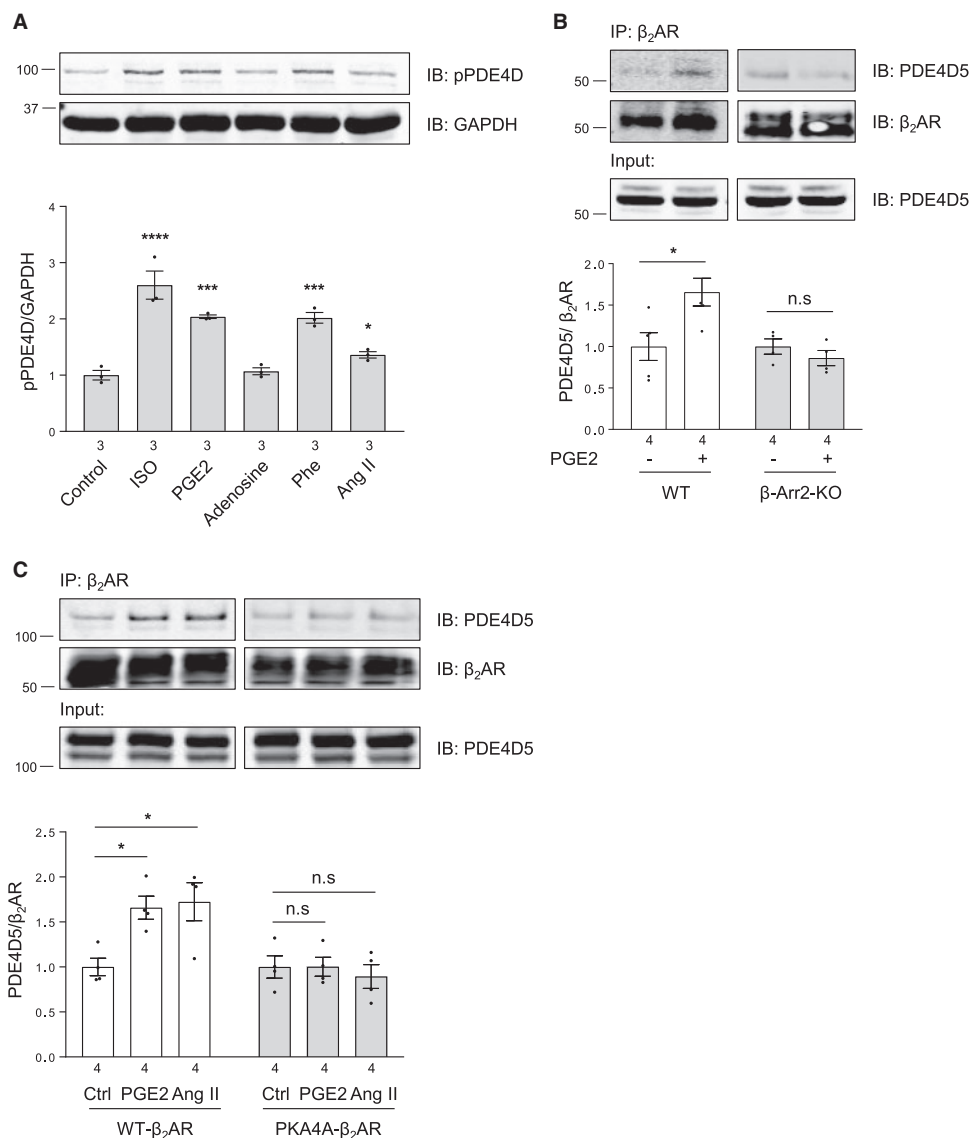 A
100
IB: pPDE4D
37
IB: GAPDH
pPDE4D/GAPDH
4
3
2
1
0
****
***
***
*
3 3 3 3 3 3
Control ISO PGE2 Adenosine Phe Ang II
B
IP: β₂AR
50
IB: PDE4D5
50
IB: β₂AR
Input:
50
IB: PDE4D5
PDE4D5/ β₂AR
2.0
1.5
1.0
0.5
0.0
*
n.s
4 4 4 4
PGE2 - + - +
WT β-Arr2-KO
C
IP: β₂AR
100
IB: PDE4D5
50
IB: β₂AR
Input:
100
IB: PDE4D5
PDE4D5/β₂AR
2.5
2.0
1.5
1.0
0.5
0.0
*
*
n.s
n.s
4 4 4 4 4 4
Ctrl PGE2 Ang II Ctrl PGE2 Ang II
WT-β₂AR PKA4A-β₂AR